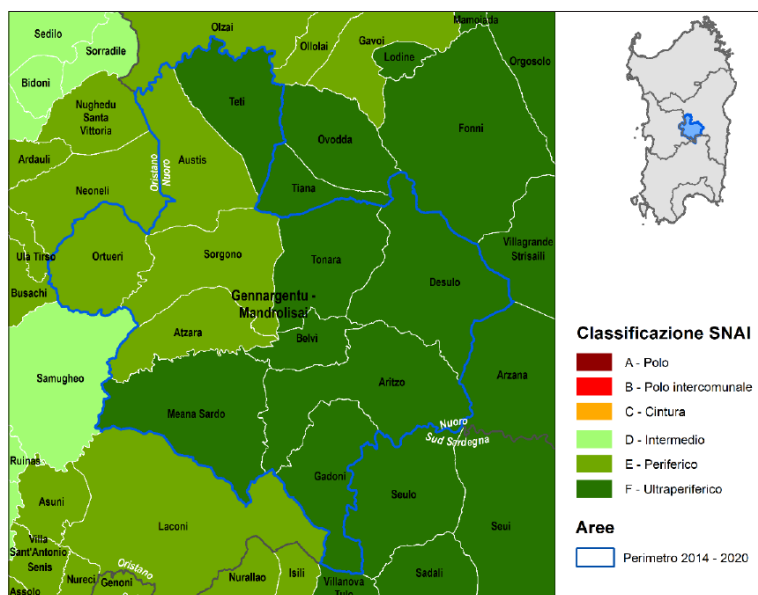 Mamoiada
Olzai
Sedilo
Sorradile
Ollolai
Gavoi
Lodine
Orgosolo
Bidonì
Teti
Nughedu
Santa
Vittoria
Fonni
Ovodda
Ardauli
Austis
Oristano
Nuoro
Tiana
Neoneli
Villagrande
Strisaili
Ula Tirso
Ortueri
Sorgono
Tonara
Desulo
Busachi
Gennargentu -
Mandrolisai
Atzara
Belvì
Samugheo
Aritzo
Arzana
Meana Sardo
Nuoro
Sud Sardegna
Ruinas
Gadoni
Seulo
Asuni
Seui
Laconi
Villa
Sant'Antonio
Senis
Oristano
Nureci
Genoni
Nurallao
Isili
Villanova
Tulo
Sadali
Assolo
Classificazione SNAI
A - Polo
B - Polo intercomunale
C - Cintura
D - Intermedio
E - Periferico
F - Ultraperiferico
Aree
Perimetro 2014 - 2020